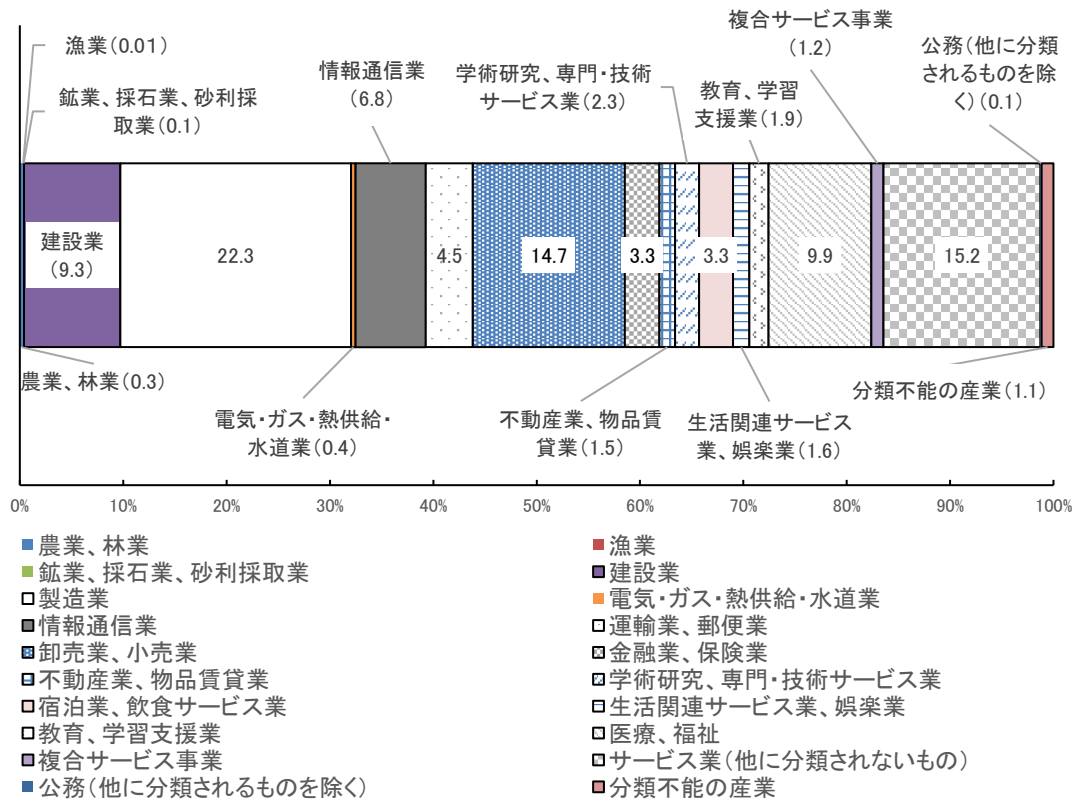 漁業(0.01)
鉱業、採石業、砂利採
取業(0.1)
情報通信業
(6.8)
学術研究、専門・技術
サービス業(2.3)
教育、学習
支援業(1.9)
複合サービス事業
(1.2)
公務(他に分類
されるものを除
く)(0.1)
建設業
(9.3)
22.3
4.5
14.7
3.3
3.3
9.9
15.2
農業、林業(0.3)
電気・ガス・熱供給・
水道業(0.4)
不動産業、物品賃
貸業(1.5)
生活関連サービス
業、娯楽業(1.6)
分類不能の産業(1.1)
0% 10% 20% 30% 40% 50% 60% 70% 80% 90% 100%
農業、林業 漁業
鉱業、採石業、砂利採取業 建設業
製造業 電気・ガス・熱供給・水道業
情報通信業 運輸業、郵便業
卸売業、小売業 金融業、保険業
不動産業、物品賃貸業 学術研究、専門・技術サービス業
宿泊業、飲食サービス業 生活関連サービス業、娯楽業
教育、学習支援業 医療、福祉
複合サービス事業 サービス業(他に分類されないもの)
公務(他に分類されるものを除く) 分類不能の産業